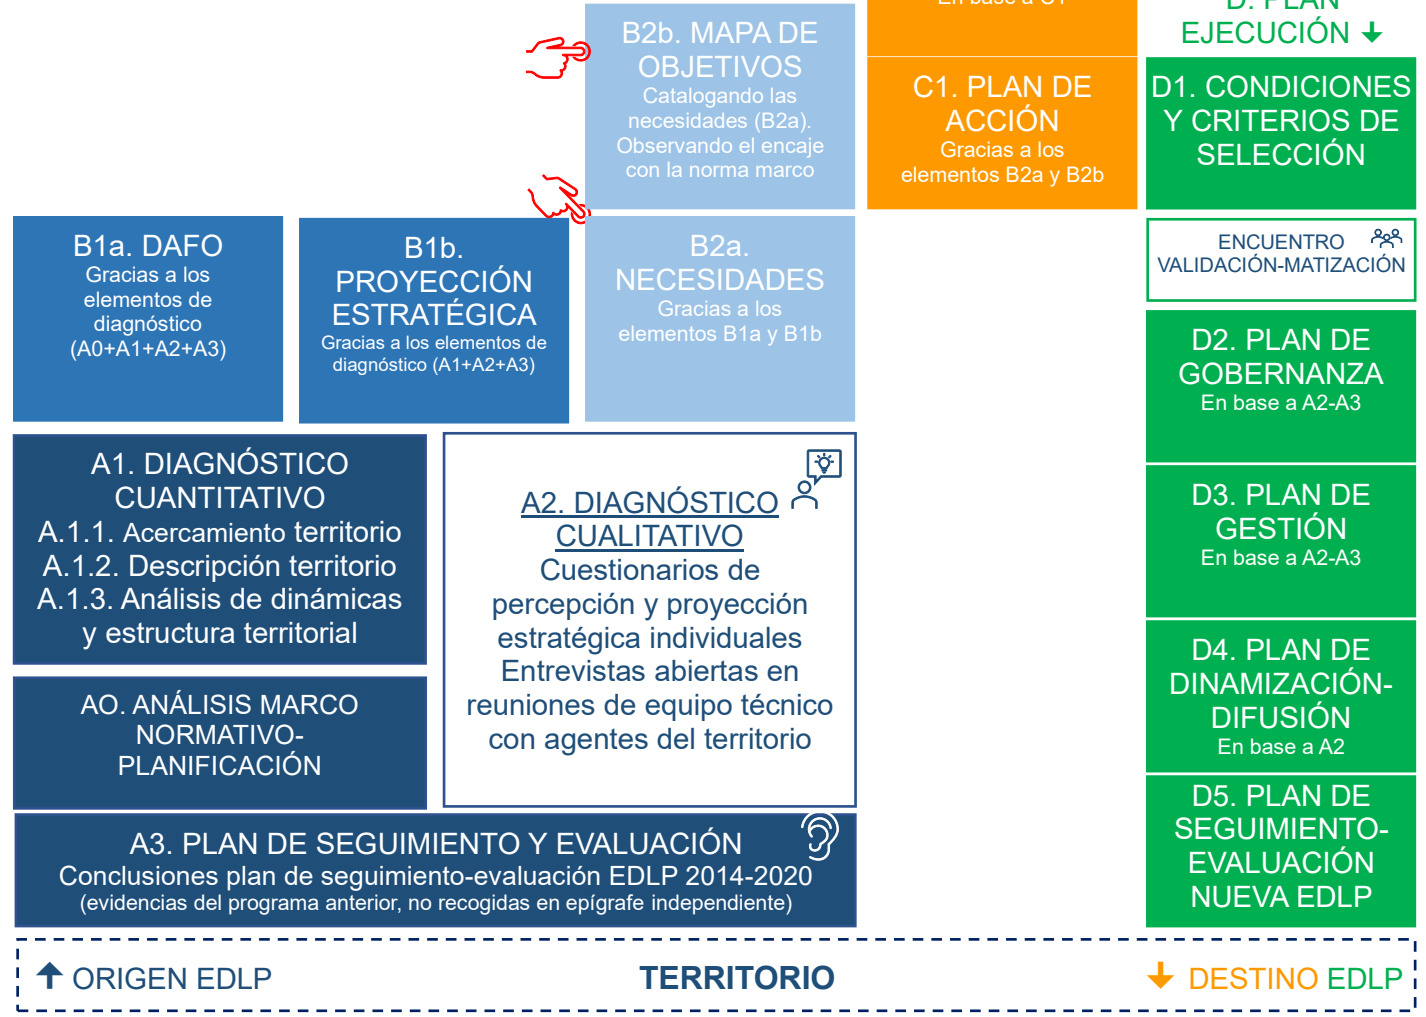 En base a C1
D. PLAN
EJECUCIÓN
B2b. MAPA DE
OBJETIVOS
Catalogando las
necesidades (B2a).
Observando el encaje
con la norma marco
C1. PLAN DE
ACCIÓN
Gracias a los
elementos B2a y B2b
D1. CONDICIONES
Y CRITERIOS DE
SELECCIÓN
B1a. DAFO
Gracias a los
elementos de
diagnóstico
(A0+A1+A2+A3)
B1b.
PROYECCIÓN
ESTRATÉGICA
Gracias a los elementos de
diagnóstico (A1+A2+A3)
B2a.
NECESIDADES
Gracias a los
elementos B1a y B1b
ENCUENTRO
VALIDACIÓN-MATIZACIÓN
D2. PLAN DE
GOBERNANZA
En base a A2-A3
A1. DIAGNÓSTICO
CUANTITATIVO
A.1.1. Acercamiento territorio
A.1.2. Descripción territorio
A.1.3. Análisis de dinámicas
y estructura territorial
A2. DIAGNÓSTICO
CUALITATIVO
Cuestionarios de
percepción y proyección
estratégica individuales
Entrevistas abiertas en
reuniones de equipo técnico
con agentes del territorio
D3. PLAN DE
GESTIÓN
En base a A2-A3
AO. ANÁLISIS MARCO
NORMATIVO-
PLANIFICACIÓN
D4. PLAN DE
DINAMIZACIÓN-
DIFUSIÓN
En base a A2
A3. PLAN DE SEGUIMIENTO Y EVALUACIÓN
Conclusiones plan de seguimiento-evaluación EDLP 2014-2020
(evidencias del programa anterior, no recogidas en epígrafe independiente)
D5. PLAN DE
SEGUIMIENTO-
EVALUACIÓN
NUEVA EDLP
ORIGEN EDLP
TERRITORIO
DESTINO EDLP